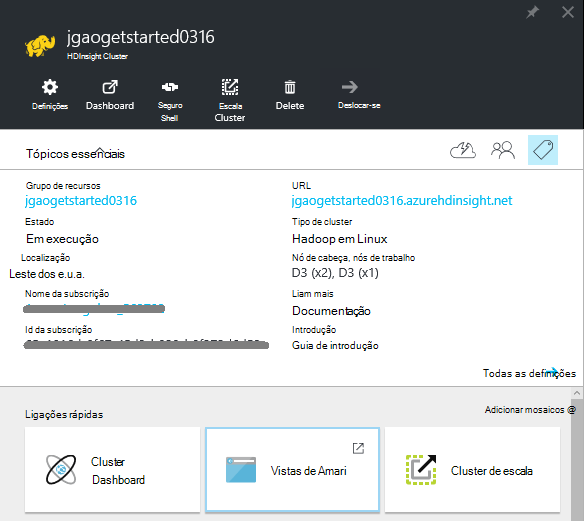 jgaogetstarted0316
HDInsight Cluster
Definições
Dashboard
Seguro
Shell
Escala
Cluster
Delete
Deslocar-se
Tópicos essenciais
Grupo de recursos
jgaogetstarted0316
URL
jgaogetstarted0316.azurehdinsight.net
Estado
Em execução
Tipo de cluster
Hadoop em Linux
Localização
Leste dos e.u.a.
Nó de cabeça, nós de trabalho
D3 (x2), D3 (x1)
Nome da subscrição
Liam mais
Documentação
Id da subscrição
Introdução
Guia de introdução
Todas as definições
Ligações rápidas
Adicionar mosaicos @
Cluster
Dashboard
Vistas de Amari
Cluster de escala